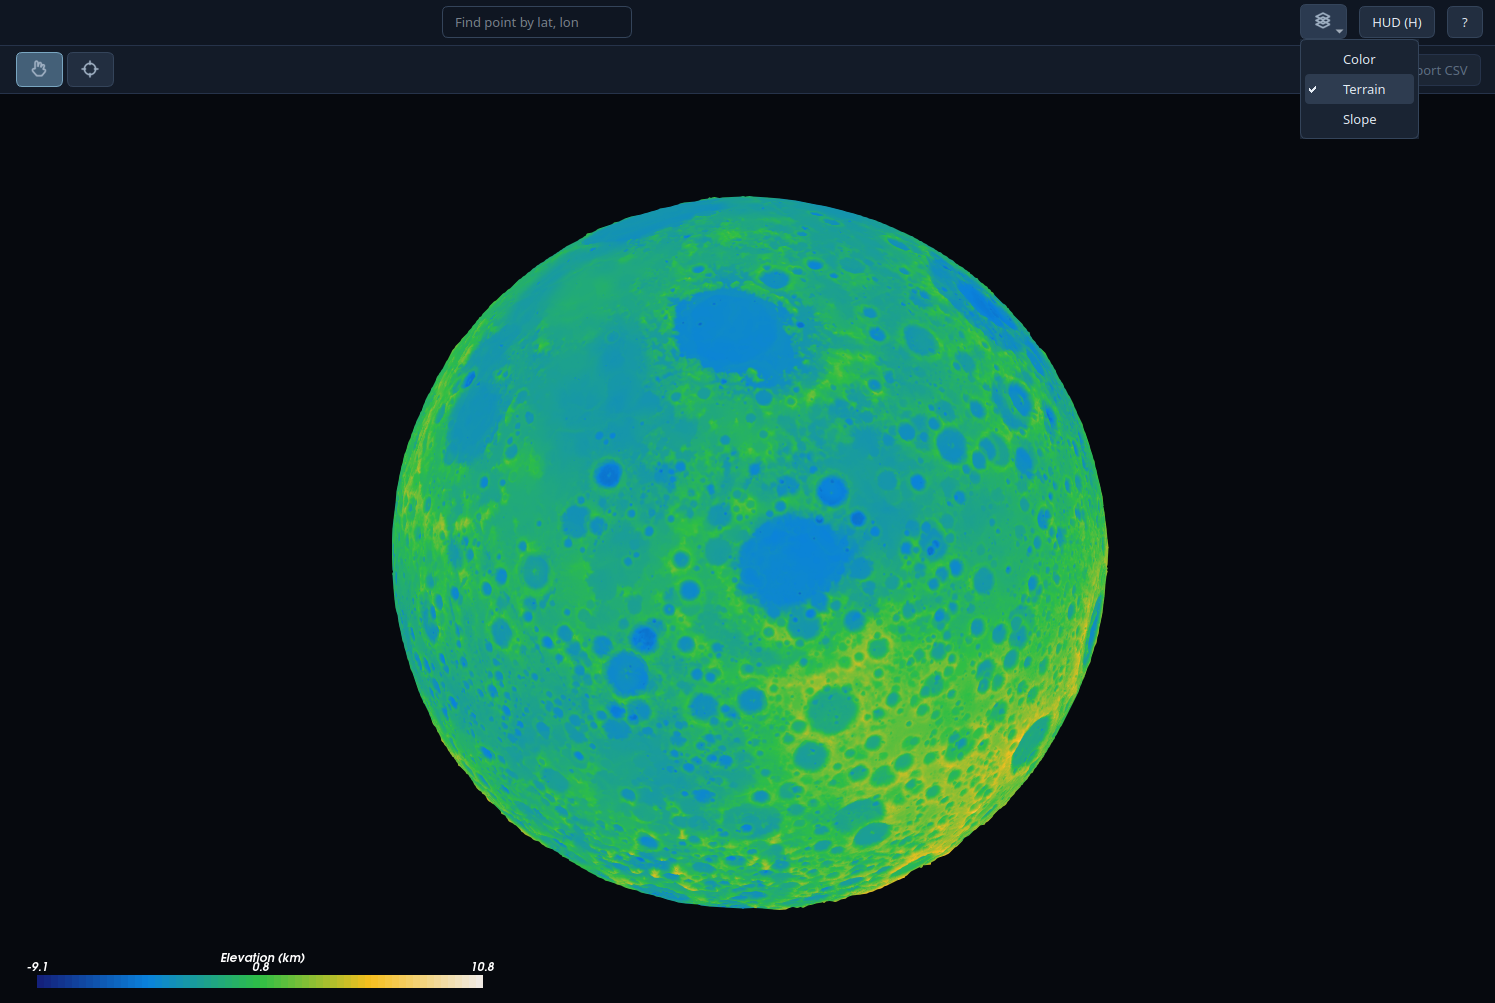 Find point by lat, lon
HUD (H)
?
Color
Terrain
Slope
port CSV
Elevation (km)
-9.1
0.8
10.8